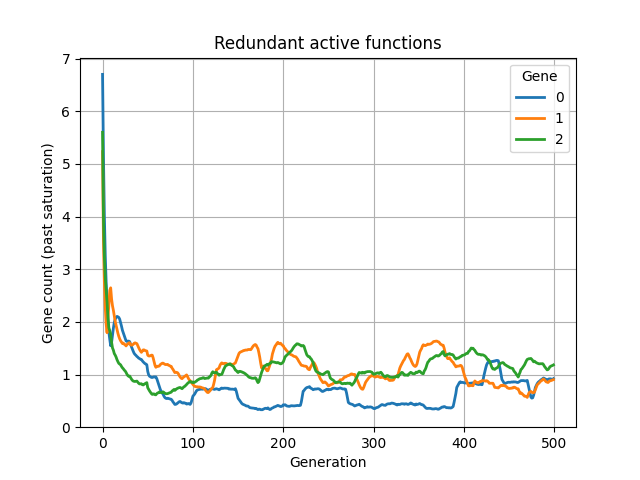 Redundant active functions
Gene count (past saturation)
7
6
5
4
3
2
1
0
Gene
0
1
2
0 100 200 300 400 500
Generation